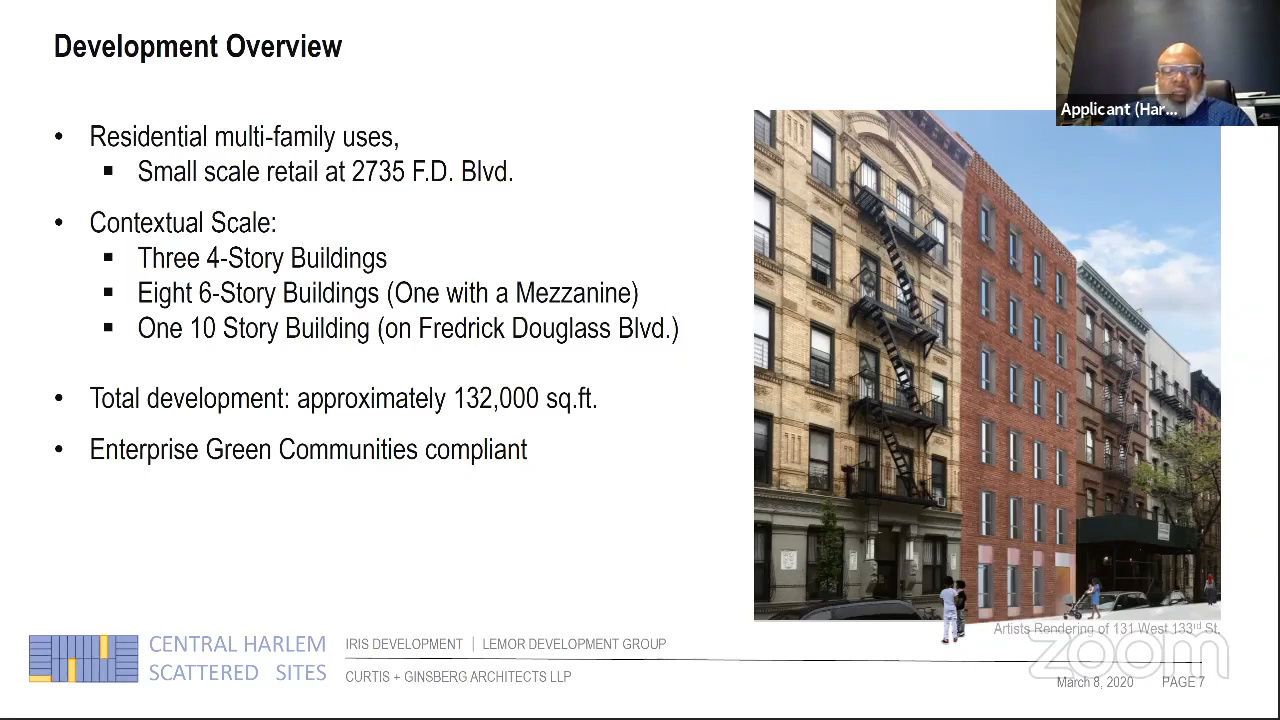 Development Overview
Applicant (Har...
• Residential multi-family uses,
▪ Small scale retail at 2735 F.D. Blvd.
• Contextual Scale:
▪ Three 4-Story Buildings
▪ Eight 6-Story Buildings (One with a Mezzanine)
▪ One 10 Story Building (on Fredrick Douglass Blvd.)
• Total development: approximately 132,000 sq.ft.
• Enterprise Green Communities compliant
Artists Rendering of 131 West 133rd St.
CENTRAL HARLEM
SCATTERED SITES
IRIS DEVELOPMENT | LEMOR DEVELOPMENT GROUP
CURTIS + GINSBERG ARCHITECTS LLP
zoom
March 8, 2020 PAGE 7